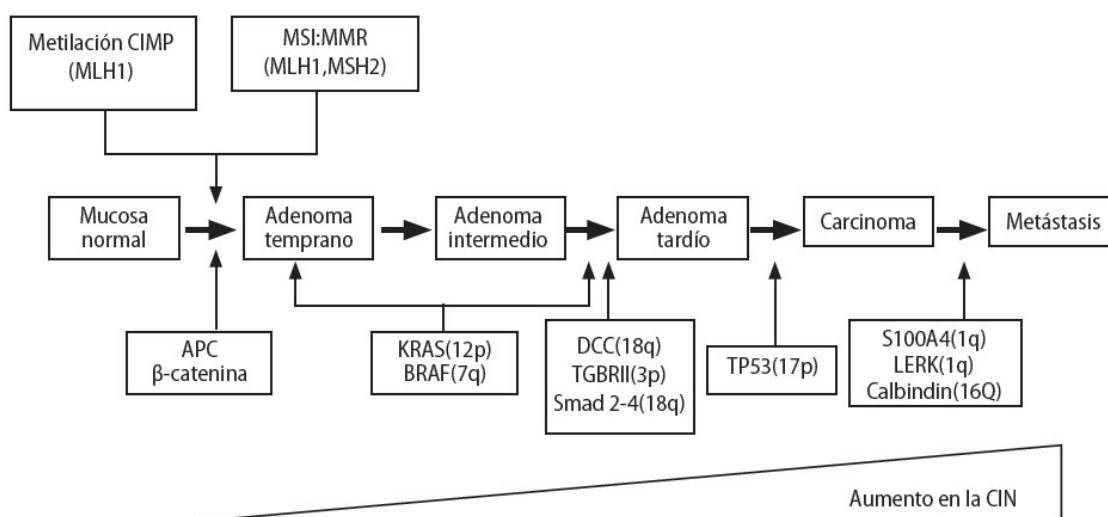 Metilación CIMP
(MLH1)
MSI:MMR
(MLH1,MSH2)
Mucosa
normal
Adenoma
temprano
Adenoma
intermedio
Adenoma
tardío
Carcinoma
Metástasis
APC
β-catenina
KRAS(12p)
BRAF(7q)
DCC(18q)
TGBRII(3p)
Smad 2-4(18q)
TP53(17p)
S100A4(1q)
LERK(1q)
Calbindin(16Q)
Aumento en la CIN